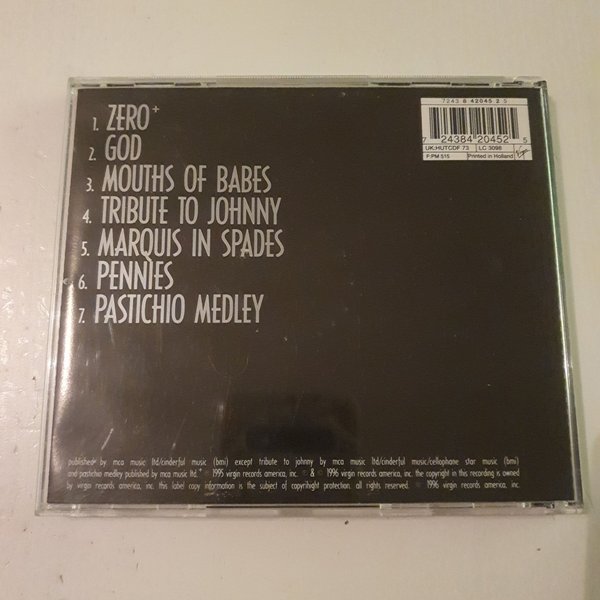 7243 8 42045 2 5
7 24384 20452 5
UK:HUTCDF 73 LC 3098
F:PM 515 Printed in Holland Virgin
1. ZERO+
2. GOD
3. MOUTHS OF BABES
4. TRIBUTE TO JOHNNY
5. MARQUIS IN SPADES
6. PENNIES
7. PASTICHIO MEDLEY
published by mca music ltd/cinderful music (bmi) except tribute to johnny by mca music ltd/cinderful music/cellophane star music (bmi)
and pastichio medley published by mca music ltd. 1995 virgin records america, inc. & 1996 virgin records america, inc. the copyright in this recording is owned
by virgin records america, inc. this label copy information is the subject of copyrihight protection, all rights reserved. 1996 virgin records america, inc.